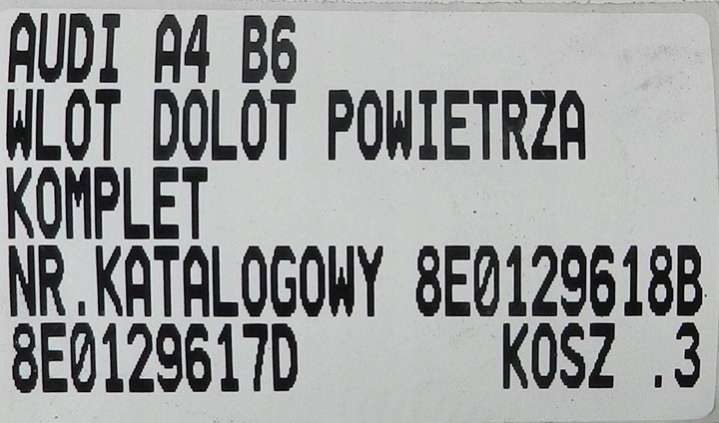 AUDI A4 B6
WLOT DOLOT POWIETRZA
KOMPLET
NR.KATALOGOWY 8E0129618B
8E0129617D KOSZ .3